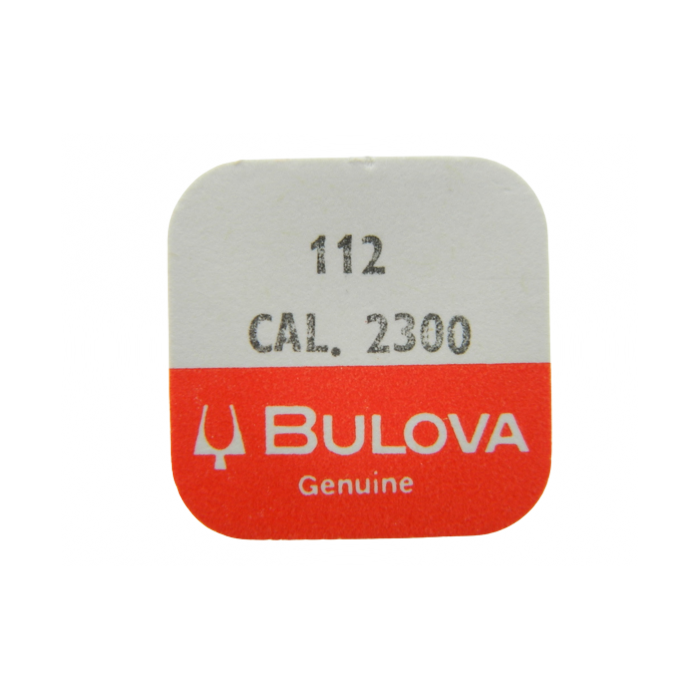 112
CAL. 2300
BULOVA
Genuine